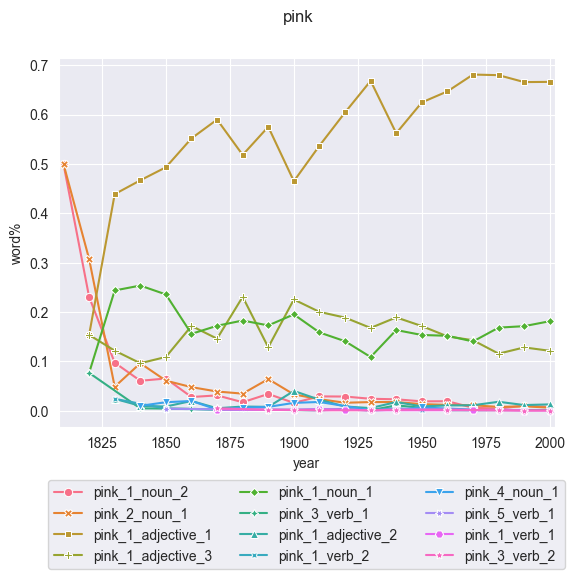 pink
0.7
0.6
0.5
0.4
0.3
0.2
0.1
0.0
word%
1825 1850 1875 1900 1925 1950 1975 2000
year
pink_1_noun_2 pink_1_noun_1 pink_4_noun_1
pink_2_noun_1 pink_3_verb_1 pink_5_verb_1
pink_1_adjective_1 pink_1_adjective_2 pink_1_verb_1
pink_1_adjective_3 pink_1_verb_2 pink_3_verb_2